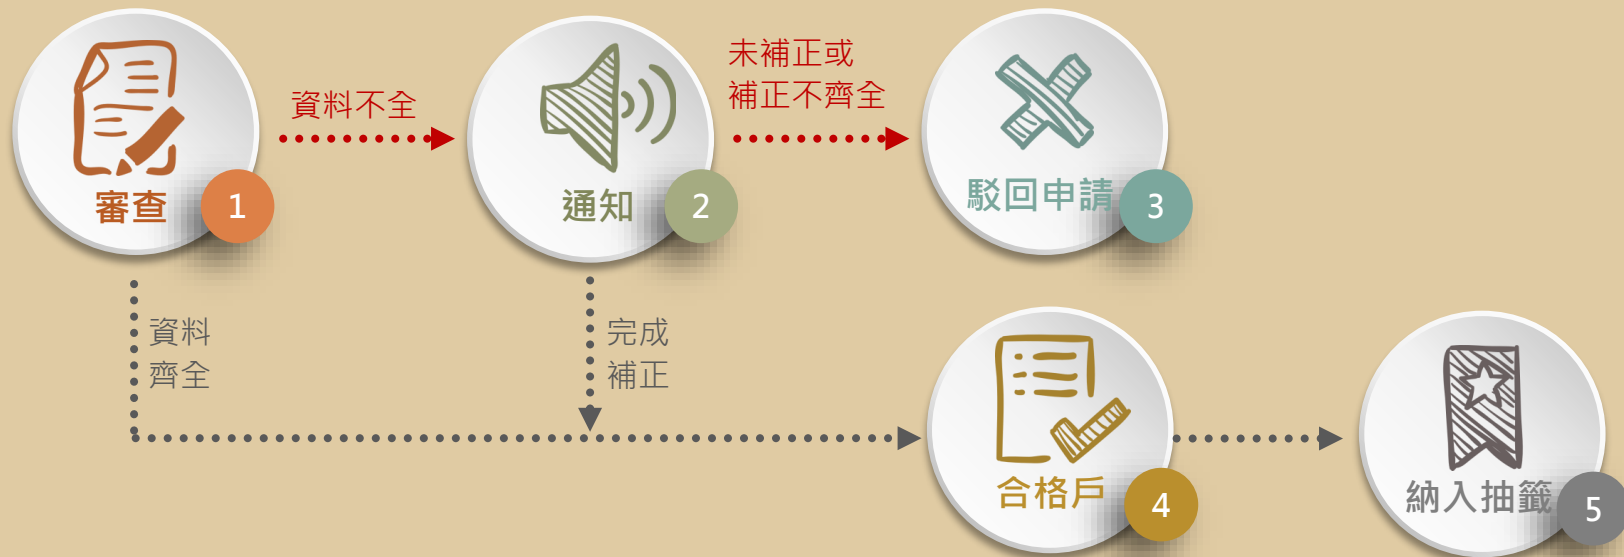 審查
1
資料不全
通知
2
未補正或
補正不齊全
駁回申請
3
資料
齊全
完成
補正
合格戶
4
納入抽籤
5